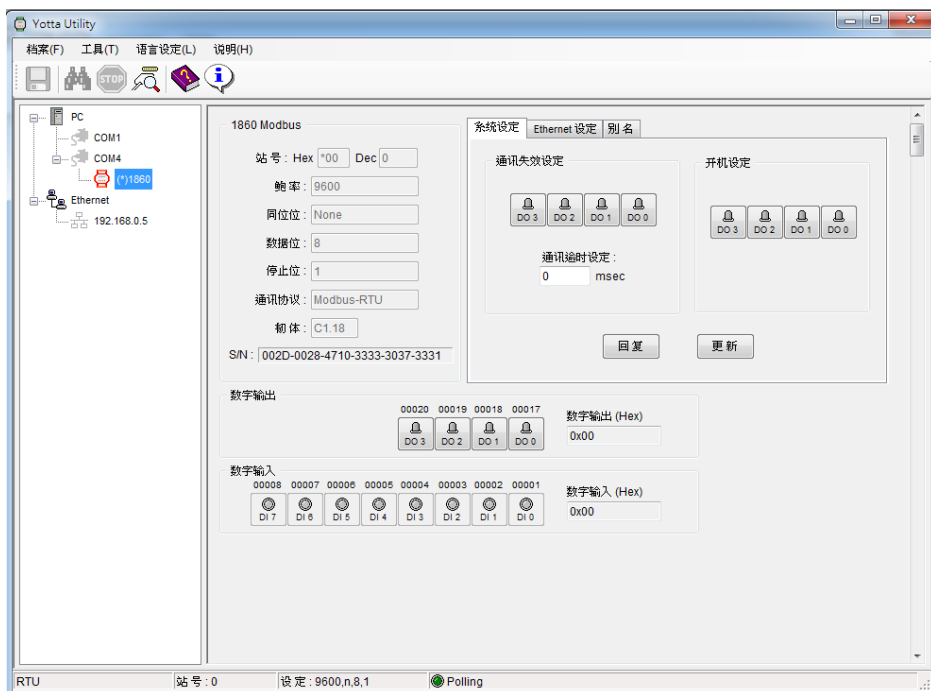 Yotta Utility
档案(F) 工具(T) 语言设定(L) 说明(H)
STOP
PC
COM1
COM4
(*)1860
Ethernet
192.168.0.5
1860 Modbus
站号: Hex *00 Dec 0
鲍率: 9600
同位位: None
数据位: 8
停止位: 1
通讯协议: Modbus-RTU
韧体: C1.18
S/N: 002D-0028-4710-3333-3037-3331
系统设定 Ethernet 设定 别名
通讯失效设定
DO 3 DO 2 DO 1 DO 0
通讯逾时设定:
0 msec
开机设定
DO 3 DO 2 DO 1 DO 0
回复 更新
数字输出
00020 00019 00018 00017
DO 3 DO 2 DO 1 DO 0
数字输出 (Hex)
0x00
数字输入
00008 00007 00006 00005 00004 00003 00002 00001
DI 7 DI 6 DI 5 DI 4 DI 3 DI 2 DI 1 DI 0
数字输入 (Hex)
0x00
RTU 站号:0 设定:9600,n,8,1 Polling